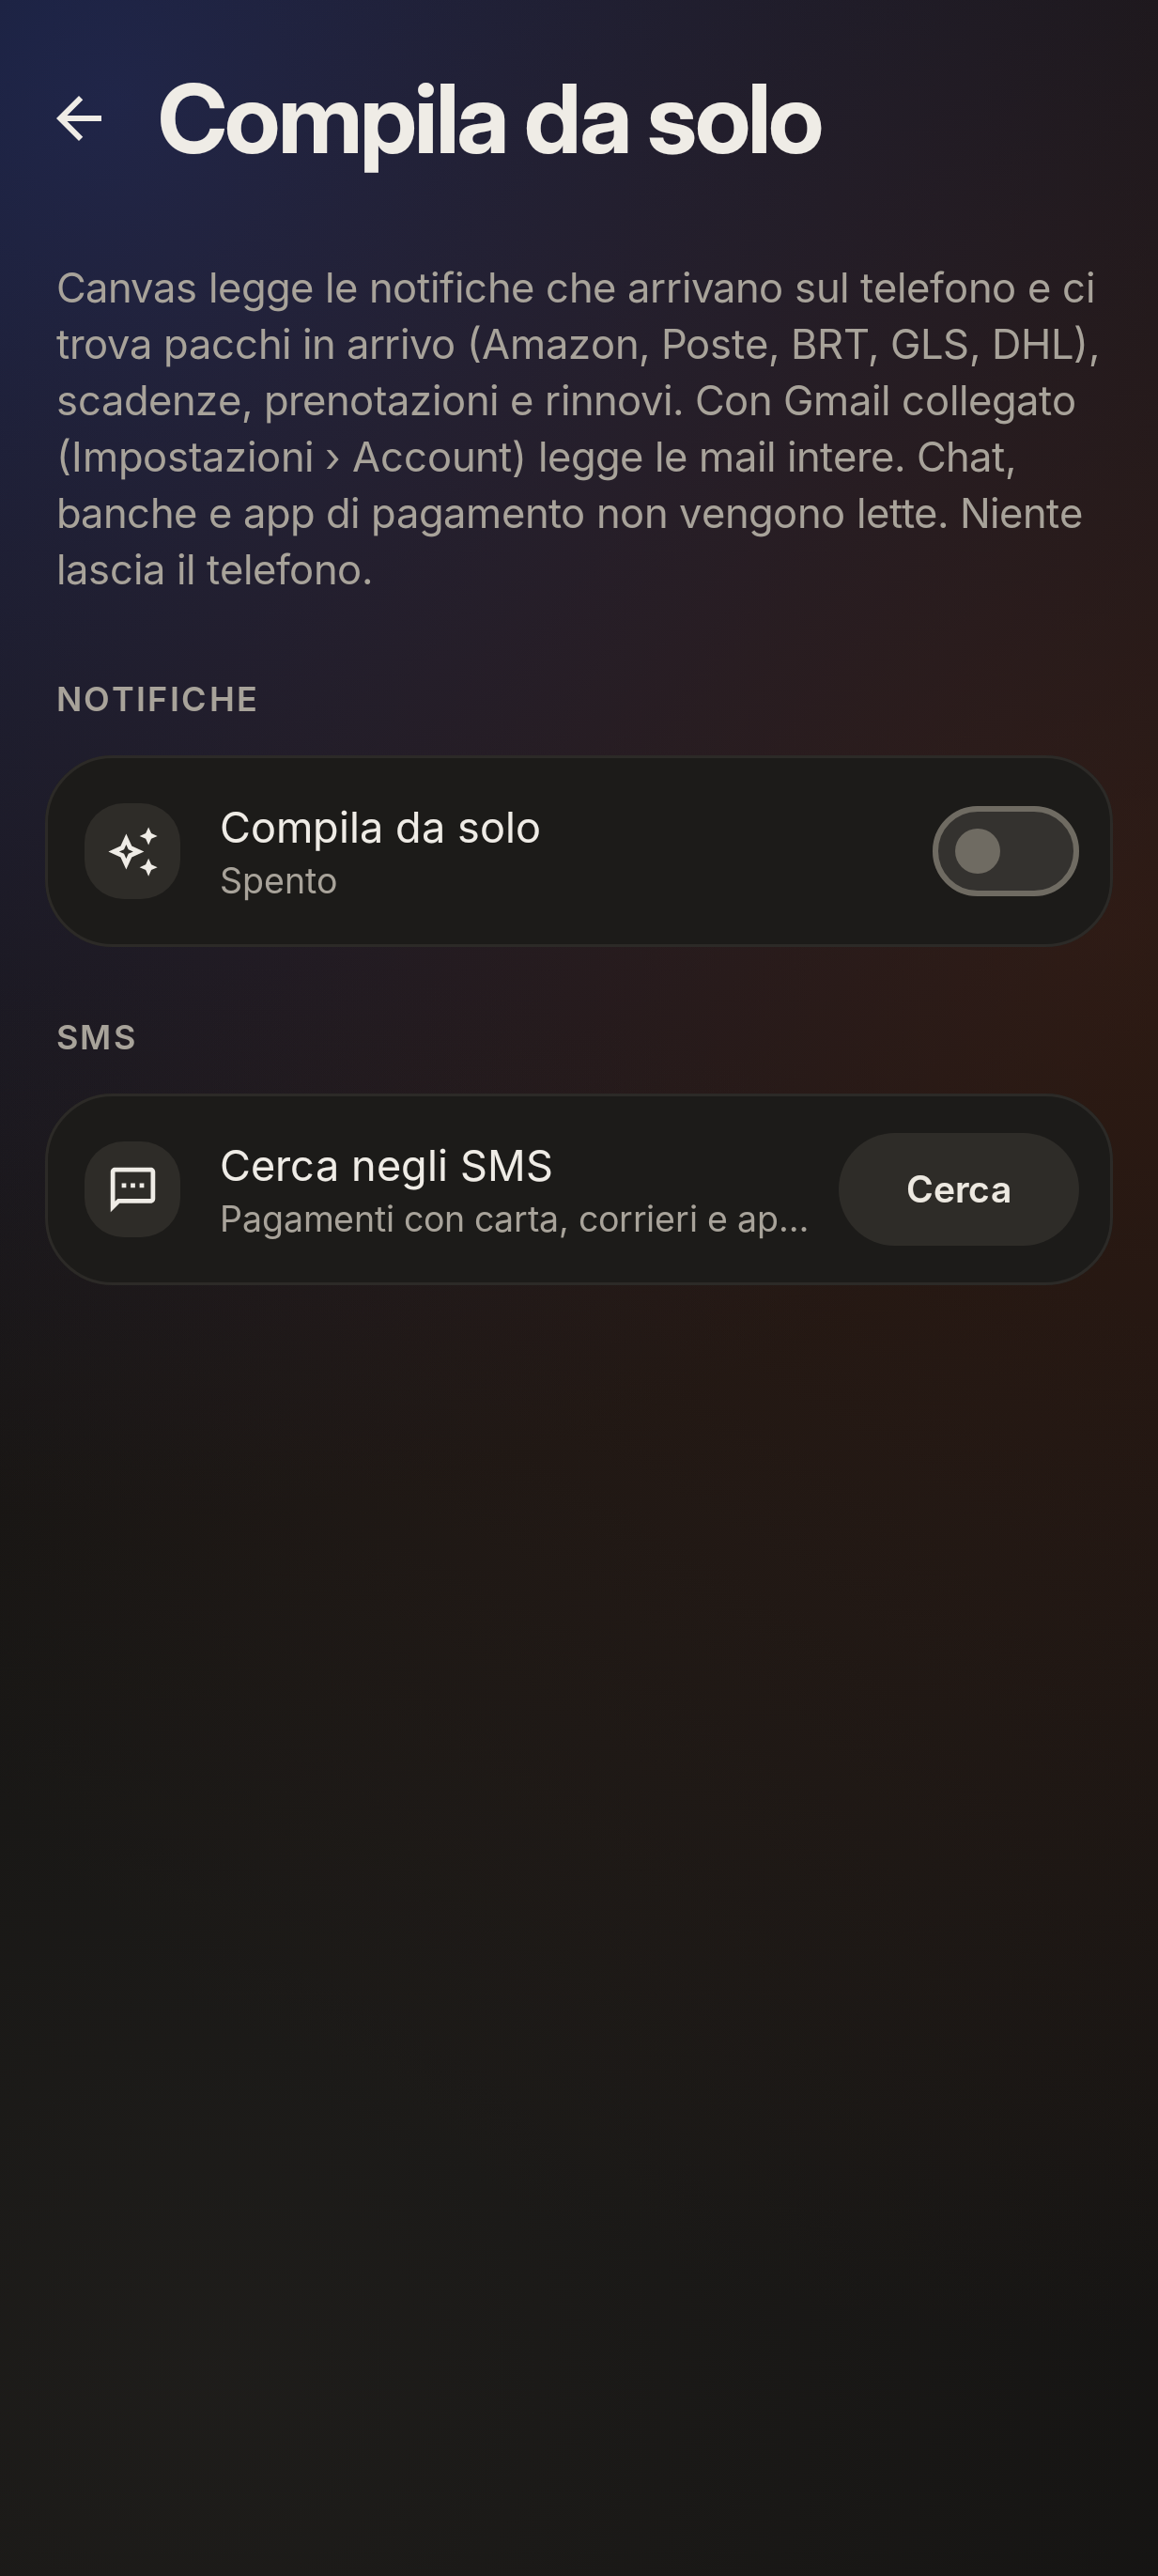 Compila da solo
Canvas legge le notifiche che arrivano sul telefono e ci
trova pacchi in arrivo (Amazon, Poste, BRT, GLS, DHL),
scadenze, prenotazioni e rinnovi. Con Gmail collegato
(Impostazioni › Account) legge le mail intere. Chat,
banche e app di pagamento non vengono lette. Niente
lascia il telefono.
NOTIFICHE
Compila da solo
Spento
SMS
Cerca negli SMS
Pagamenti con carta, corrieri e ap...
Cerca